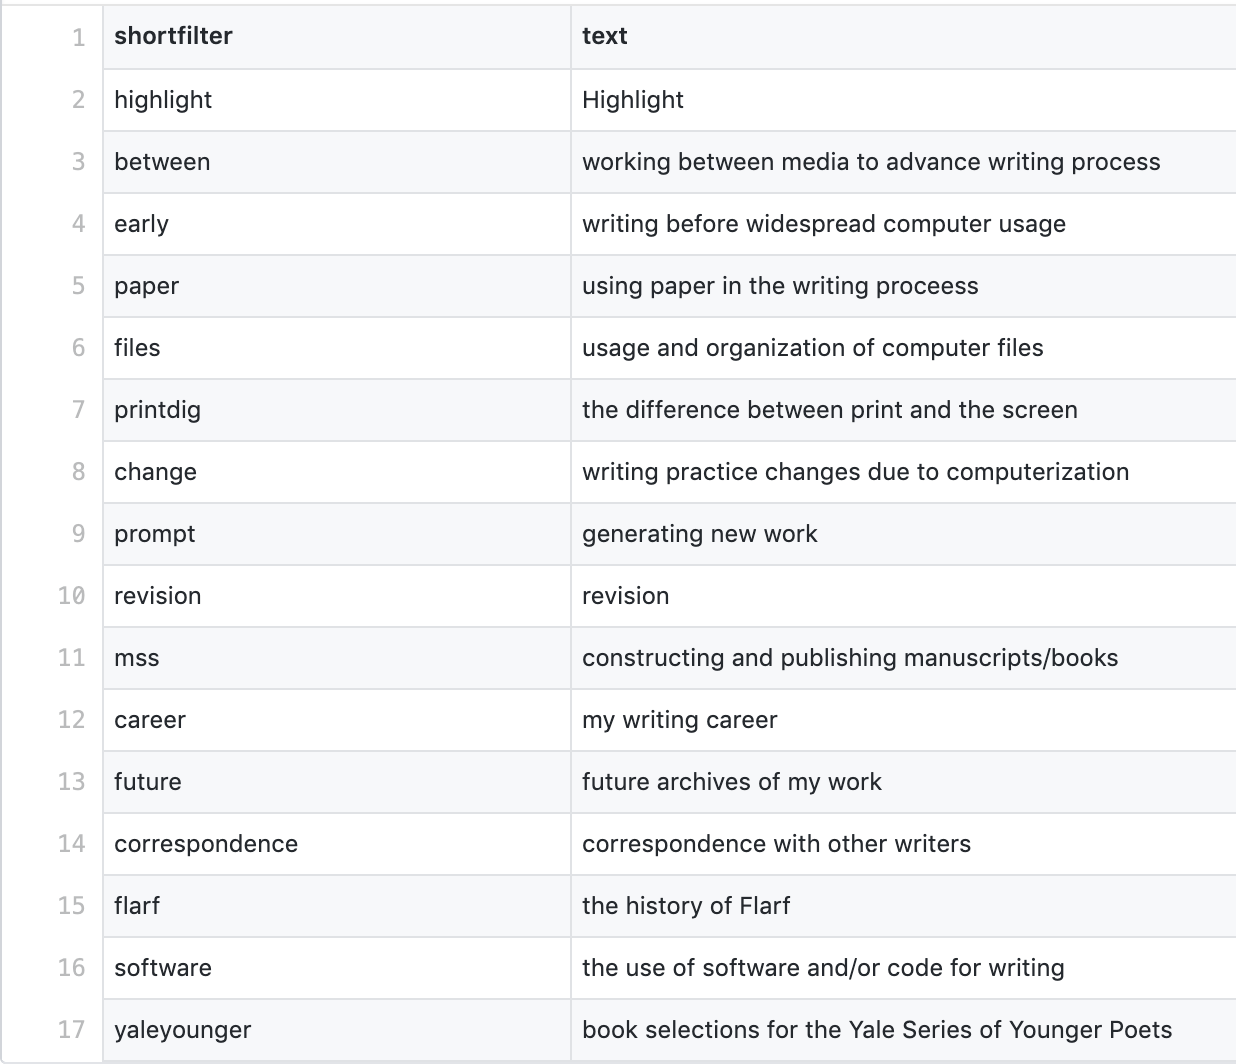 1 shortfilter text
2 highlight Highlight
3 between working between media to advance writing process
4 early writing before widespread computer usage
5 paper using paper in the writing proceess
6 files usage and organization of computer files
7 printdig the difference between print and the screen
8 change writing practice changes due to computerization
9 prompt generating new work
10 revision revision
11 mss constructing and publishing manuscripts/books
12 career my writing career
13 future future archives of my work
14 correspondence correspondence with other writers
15 flarf the history of Flarf
16 software the use of software and/or code for writing
17 yaleyounger book selections for the Yale Series of Younger Poets